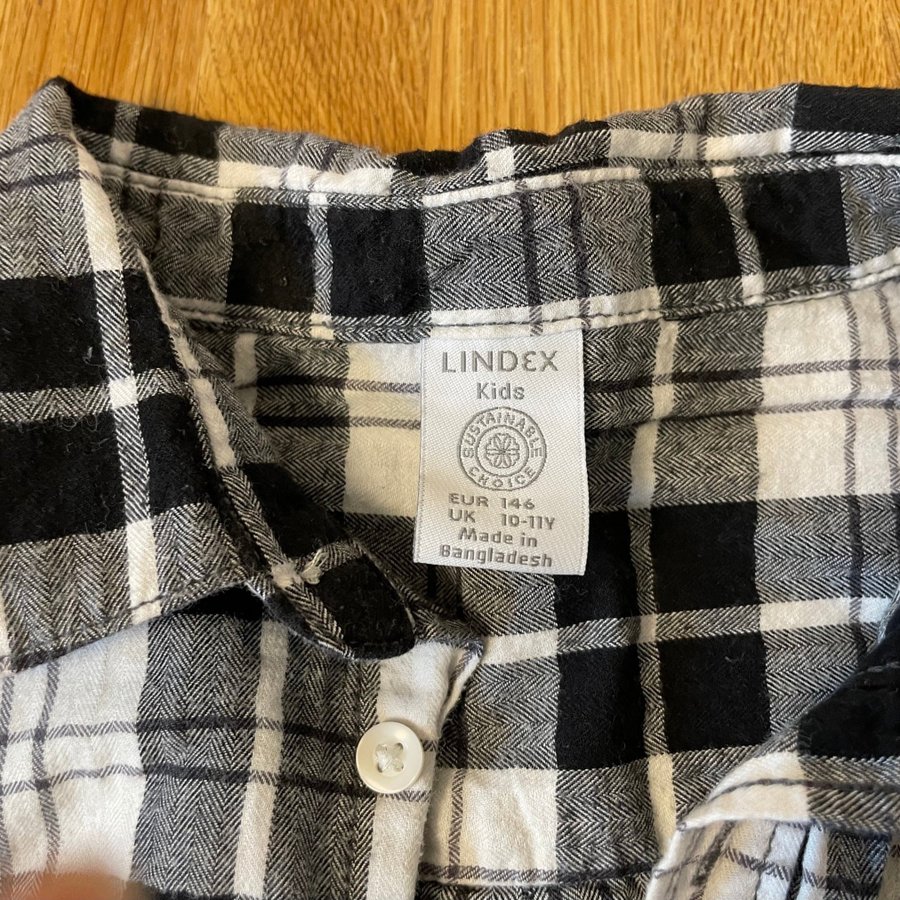 LINDEX
Kids
SUSTAINABLE
CHOICE
EUR 146
UK 10-11Y
Made in
Bangladesh